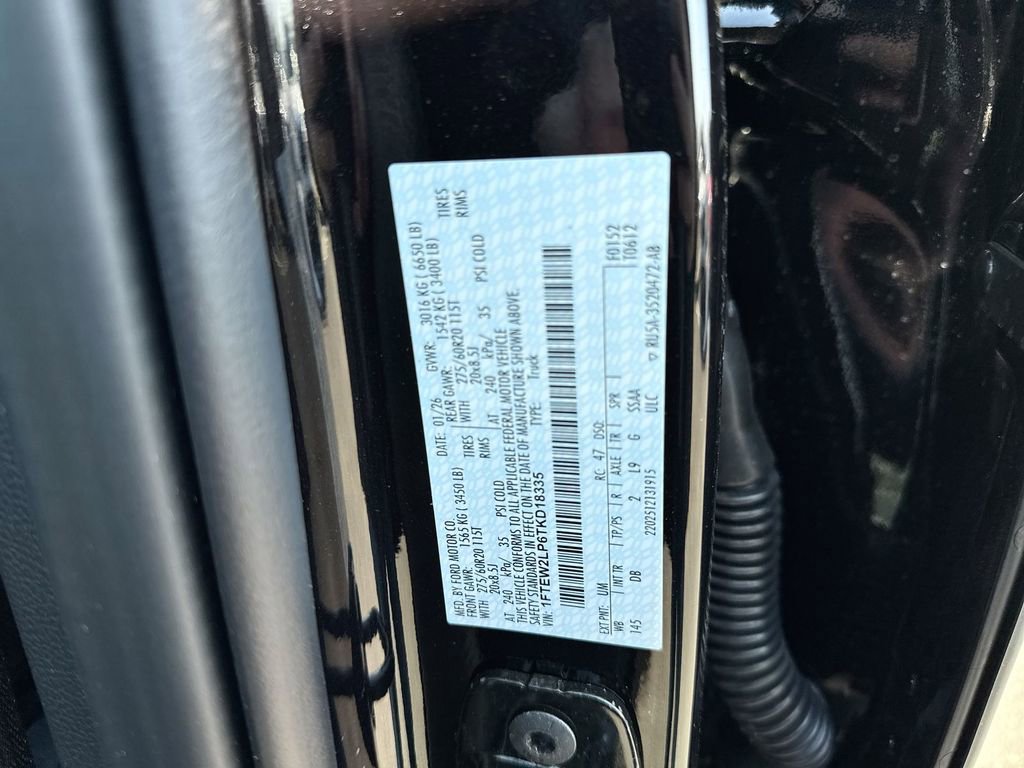 MFD. BY FORD MOTOR CO.
DATE: 01/26 GVWR: 3016 KG ( 6650 LB)
FRONT GAWR: 1565 KG ( 3450 LB) REAR GAWR: 1542 KG ( 3400 LB)
WITH 275/60R20 115T TIRES WITH 275/60R20 115T TIRES
20x8.5J RIMS 20x8.5J RIMS
AT 240 kPa/ 35 PSI COLD AT 240 kPa/ 35 PSI COLD
THIS VEHICLE CONFORMS TO ALL APPLICABLE FEDERAL MOTOR VEHICLE
SAFETY STANDARDS IN EFFECT ON THE DATE OF MANUFACTURE SHOWN ABOVE.
VIN: 1FTEW2LP6TKD18335 TYPE: Truck
F0152
T0612
EXT PNT: UM RC: 47 DSO:
WB INT TR TP/PS R AXLE TR SPR
145 DB 2 L9 G SSAA
220251213191S ULC ▽ RU5A-3520472-AB